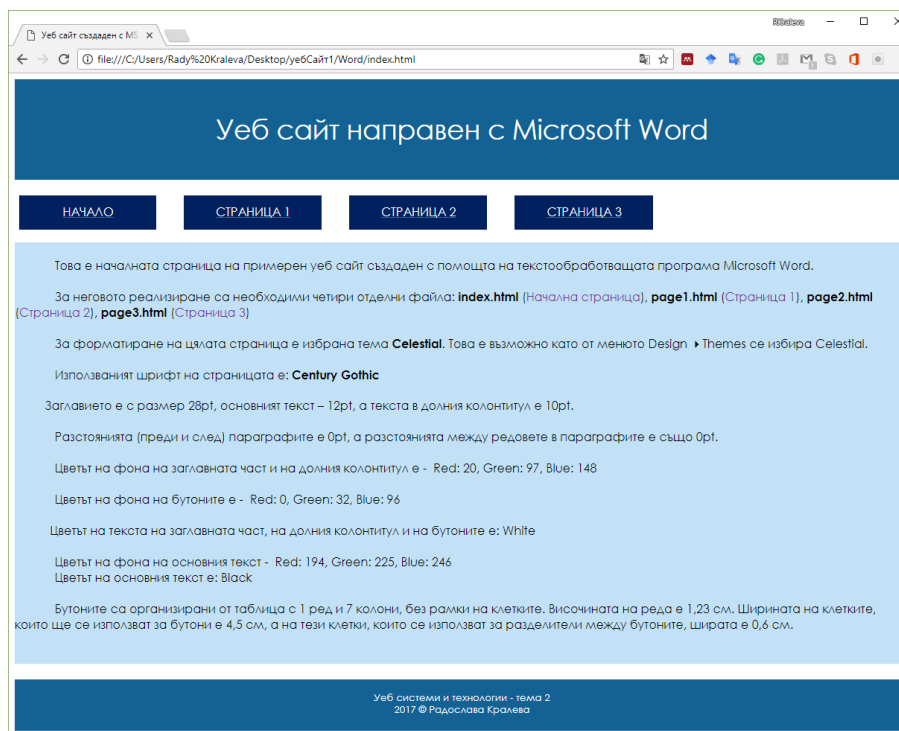 Уеб сайт създаден с MS
file:///C:/Users/Rady%20Kraleva/Desktop/уебСайт1/Word/index.html
Уеб сайт направен с Microsoft Word
НАЧАЛО СТРАНИЦА 1 СТРАНИЦА 2 СТРАНИЦА 3
Това е началната страница на примерен уеб сайт създаден с помощта на текстообработващата програма Microsoft Word.
За неговото реализиране са необходими четири отделни файла: index.html (Начална страница), page1.html (Страница 1), page2.html
(Страница 2), page3.html (Страница 3)
За форматиране на цялата страница е избрана тема Celestial. Това е възможно като от менюто Design ▸ Themes се избира Celestial.
Използваният шрифт на страницата е: Century Gothic
Заглавието е с размер 28pt, основният текст – 12pt, а текста в долния колонтитул е 10pt.
Разстоянията (преди и след) параграфите е 0pt, а разстоянията между редовете в параграфите е също 0pt.
Цветът на фона на заглавната част и на долния колонтитул е - Red: 20, Green: 97, Blue: 148
Цветът на фона на бутоните е - Red: 0, Green: 32, Blue: 96
Цветът на текста на заглавната част, на долния колонтитул и на бутоните е: White
Цветът на фона на основния текст - Red: 194, Green: 225, Blue: 246
Цветът на основния текст е: Black
Бутоните са организирани от таблица с 1 ред и 7 колони, без рамки на клетките. Височината на реда е 1,23 см. Ширината на клетките,
които ще се използват за бутони е 4,5 см, а на тези клетки, които се използват за разделители между бутоните, ширата е 0,6 см.
Уеб системи и технологии - тема 2
2017 © Радослава Кралева